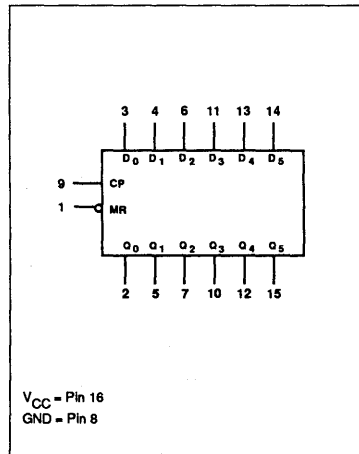 3 4 6 11 13 14
D0 D1 D2 D3 D4 D5
9 CP
1 MR
Q0 Q1 Q2 Q3 Q4 Q5
2 5 7 10 12 15
VCC = Pin 16
GND = Pin 8